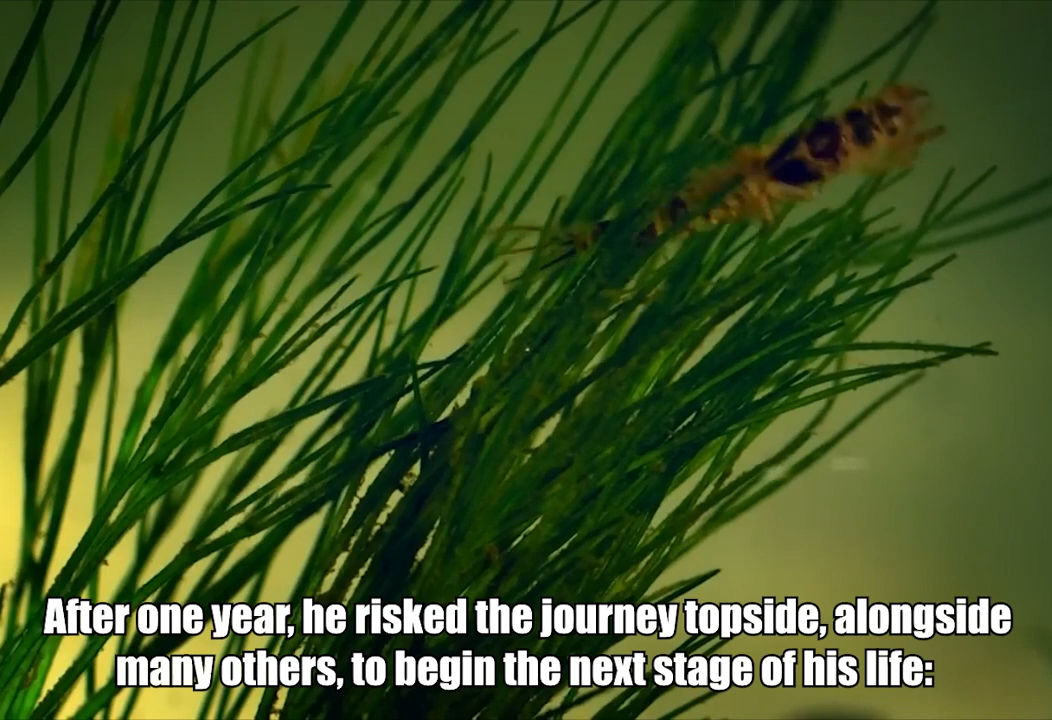 After one year, he risked the journey topside, alongside
many others, to begin the next stage of his life: